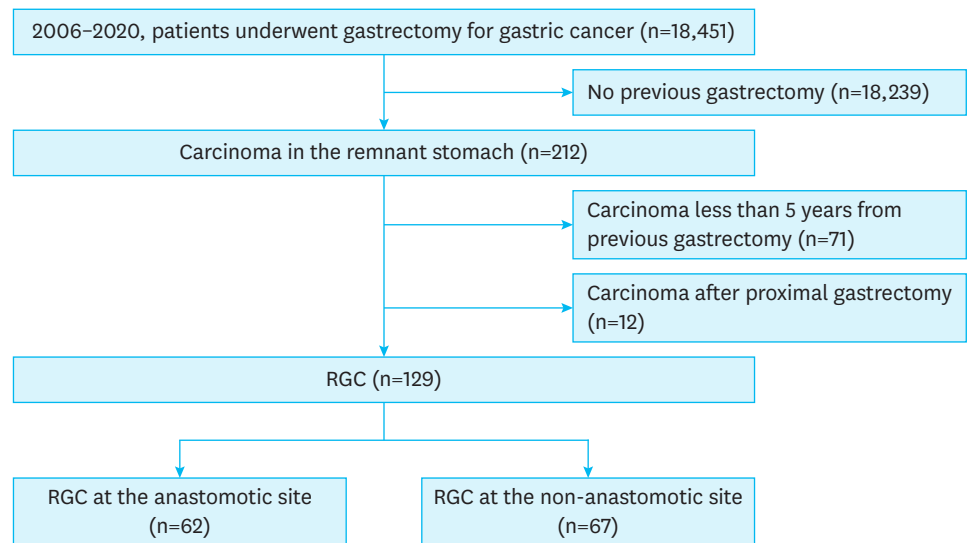 2006–2020, patients underwent gastrectomy for gastric cancer (n=18,451)
No previous gastrectomy (n=18,239)
Carcinoma in the remnant stomach (n=212)
Carcinoma less than 5 years from
previous gastrectomy (n=71)
Carcinoma after proximal gastrectomy
(n=12)
RGC (n=129)
RGC at the anastomotic site
(n=62)
RGC at the non-anastomotic site
(n=67)